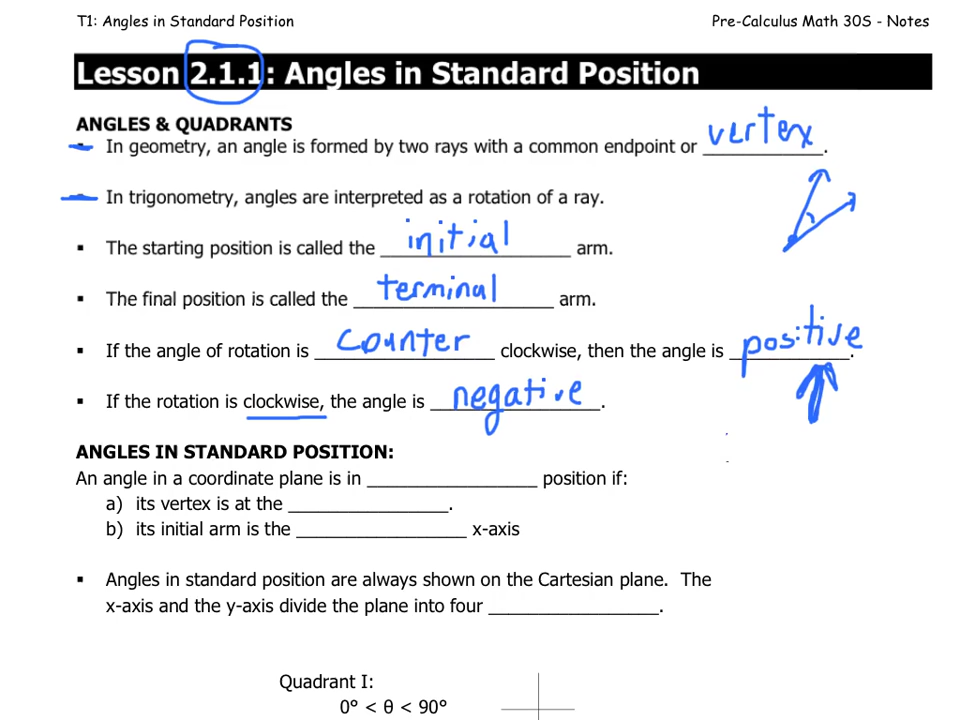 T1: Angles in Standard Position Pre-Calculus Math 30S - Notes
Lesson 2.1.1: Angles in Standard Position
ANGLES & QUADRANTS
In geometry, an angle is formed by two rays with a common endpoint or vertex.
In trigonometry, angles are interpreted as a rotation of a ray.
▪ The starting position is called the initial arm.
▪ The final position is called the terminal arm.
▪ If the angle of rotation is counter clockwise, then the angle is positive.
▪ If the rotation is clockwise, the angle is negative.
ANGLES IN STANDARD POSITION:
An angle in a coordinate plane is in _________________ position if:
a) its vertex is at the ________________.
b) its initial arm is the _________________ x-axis
▪ Angles in standard position are always shown on the Cartesian plane. The
x-axis and the y-axis divide the plane into four _________________.
Quadrant I:
0° < θ < 90°